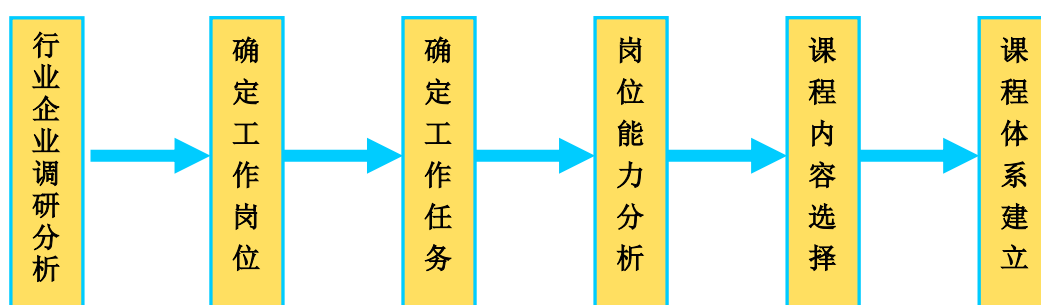 行业企业调研分析
确定工作岗位
确定工作任务
岗位能力分析
课程内容选择
课程体系建立